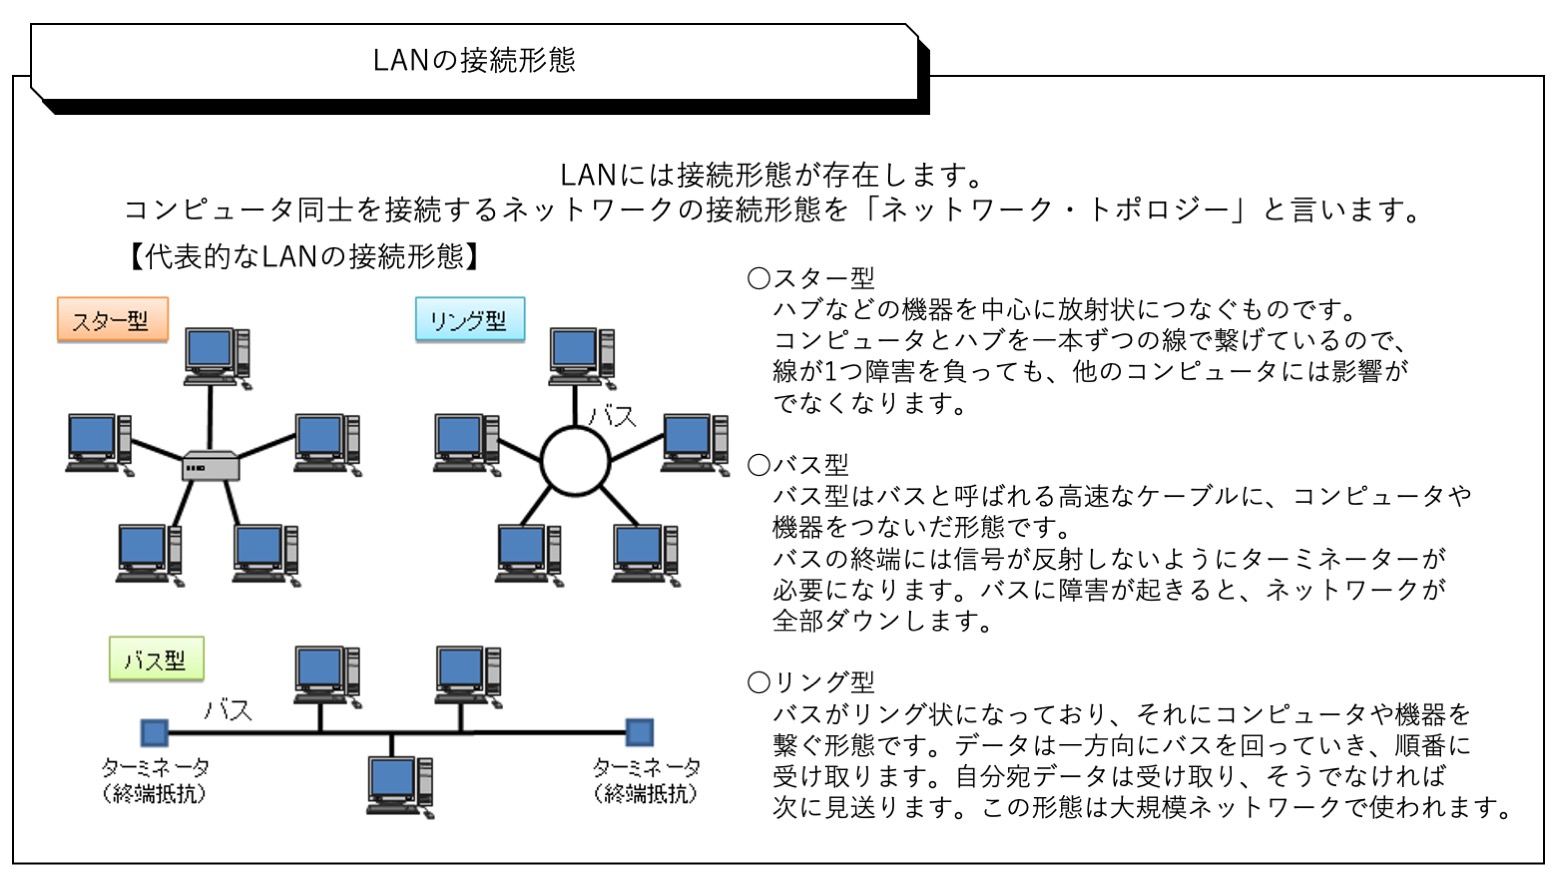 LANの接続形態
LANには接続形態が存在します。
コンピュータ同士を接続するネットワークの接続形態を「ネットワーク・トポロジー」と言います。
【代表的なLANの接続形態】
スター型
リング型
バス
バス型
バス
ターミネータ
（終端抵抗）
ターミネータ
（終端抵抗）
〇スター型
ハブなどの機器を中心に放射状につなぐものです。
コンピュータとハブを一本ずつの線で繋げているので、
線が1つ障害を負っても、他のコンピュータには影響が
でなくなります。
〇バス型
バス型はバスと呼ばれる高速なケーブルに、コンピュータや
機器をつないだ形態です。
バスの終端には信号が反射しないようにターミネーターが
必要になります。バスに障害が起きると、ネットワークが
全部ダウンします。
〇リング型
バスがリング状になっており、それにコンピュータや機器を
繋ぐ形態です。データは一方向にバスを回っていき、順番に
受け取ります。自分宛データは受け取り、そうでなければ
次に見送ります。この形態は大規模ネットワークで使われます。